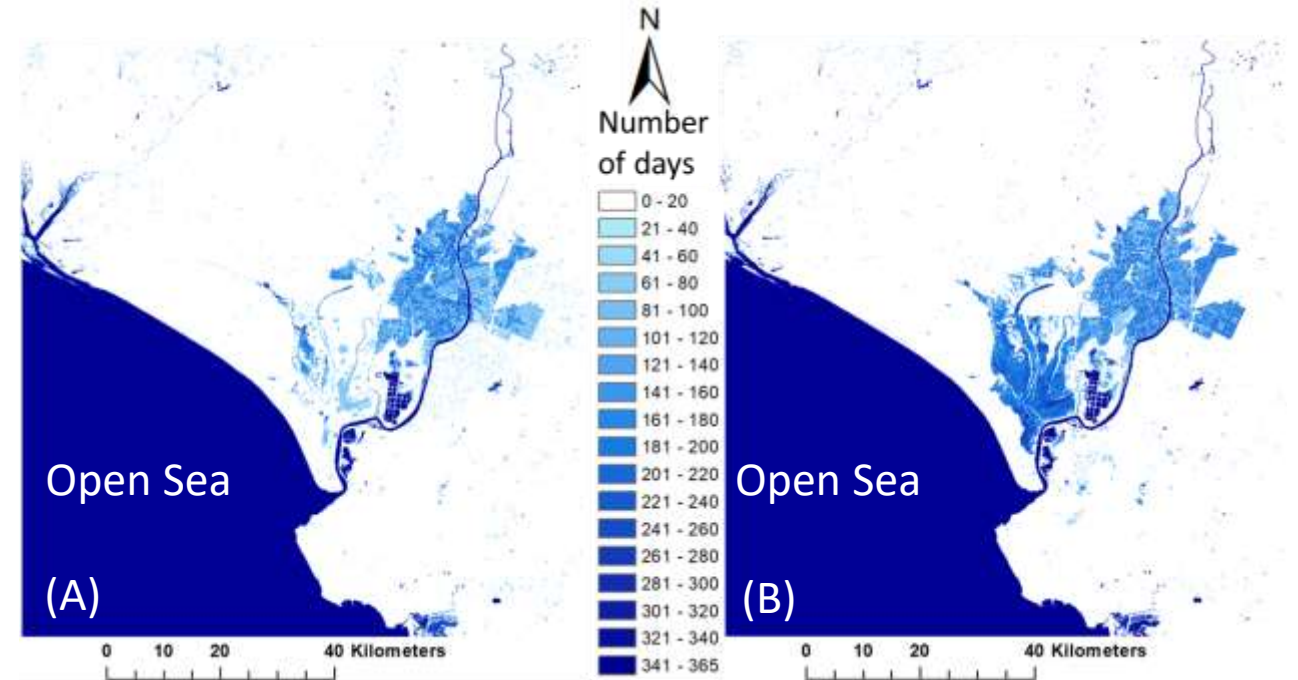 N
Number
of days
0 - 20
21 - 40
41 - 60
61 - 80
81 - 100
101 - 120
121 - 140
141 - 160
161 - 180
181 - 200
201 - 220
221 - 240
241 - 260
261 - 280
281 - 300
301 - 320
321 - 340
341 - 365
Open Sea
(A)
0 10 20 40 Kilometers
Open Sea
(B)
0 10 20 40 Kilometers